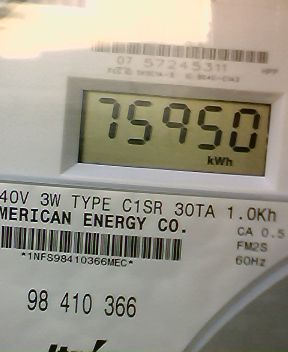 07 57245311
75950
kWh
40V 3W TYPE C1SR 30TA 1.0Kh
MERICAN ENERGY CO.
CA 0.5
FM2S
60Hz
*1NFS98410366MEC*
98 410 366